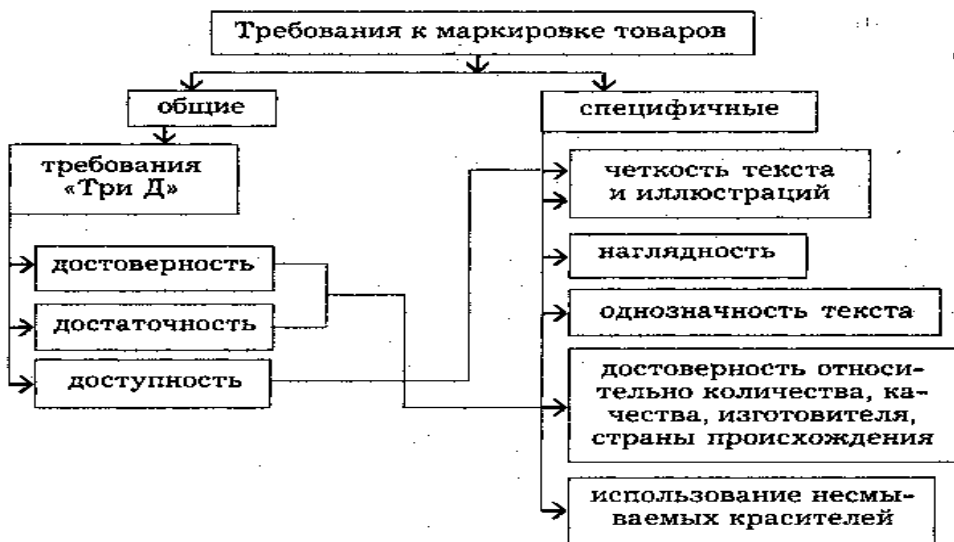 Требования к маркировке товаров
общие
специфичные
требования
«Три Д»
достоверность
достаточность
доступность
четкость текста
и иллюстраций
наглядность
однозначность текста
достоверность относи-
тельно количества, ка-
чества, изготовителя,
страны происхождения
использование несмы-
ваемых красителей